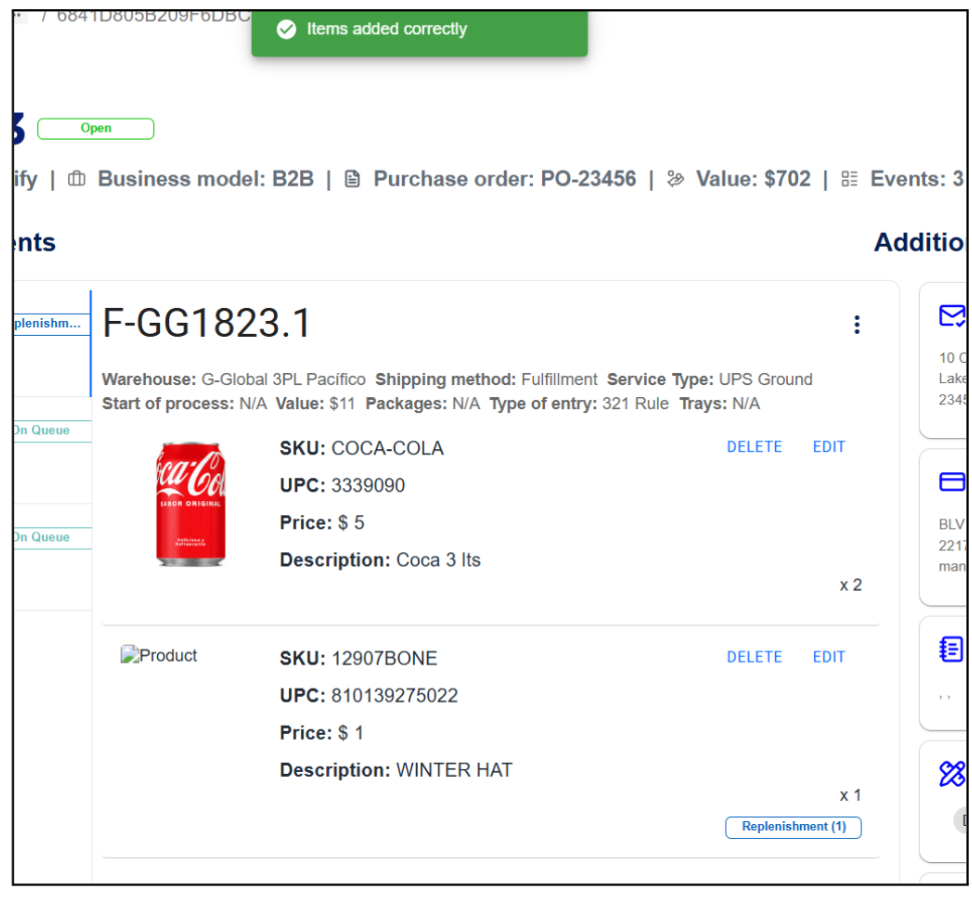 / 6841D805B209F6DBC
Items added correctly
3 Open
ify | Business model: B2B | Purchase order: PO-23456 | Value: $702 | Events: 3
ents
Additio
plenishm...
On Queue
On Queue
F-GG1823.1
Warehouse: G-Global 3PL Pacífico Shipping method: Fulfillment Service Type: UPS Ground
Start of process: N/A Value: $11 Packages: N/A Type of entry: 321 Rule Trays: N/A
Coca-Cola
SABOR ORIGINAL
SKU: COCA-COLA
DELETE EDIT
UPC: 3339090
Price: $ 5
Description: Coca 3 lts
x 2
Product
SKU: 12907BONE
DELETE EDIT
UPC: 810139275022
Price: $ 1
Description: WINTER HAT
x 1
Replenishment (1)
10 C
Lake
2345
BLV
2217
man
, ,